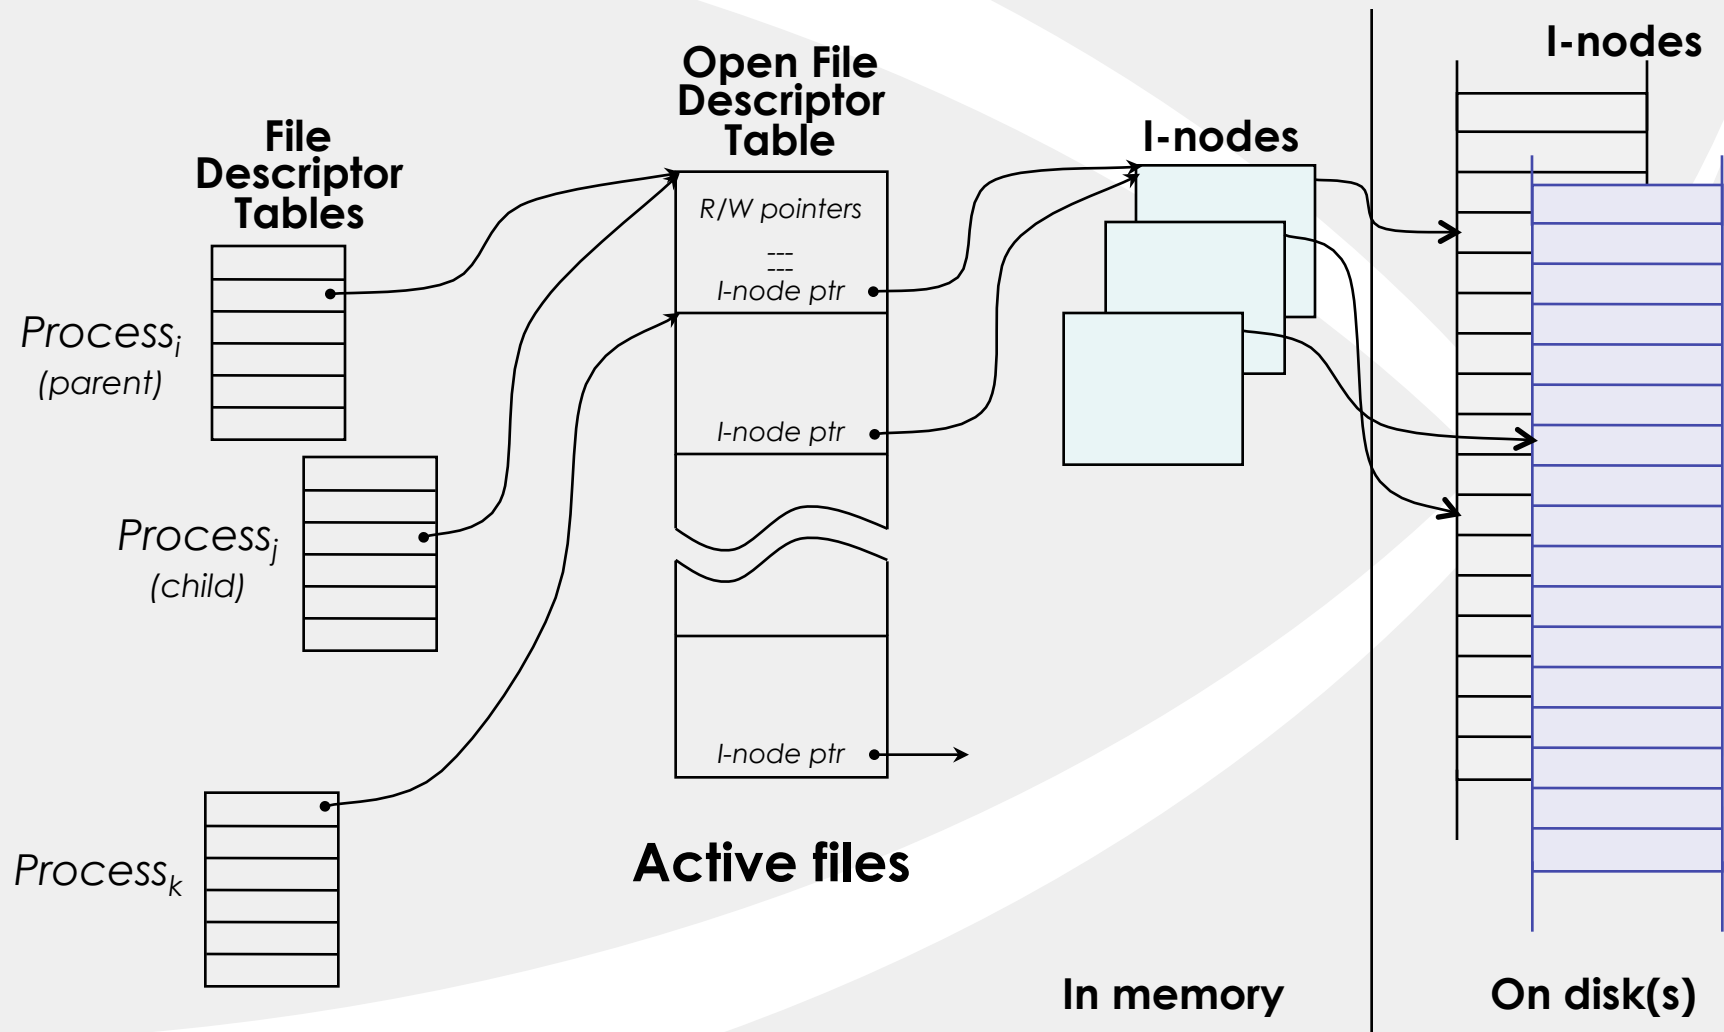 File
Descriptor
Tables
Process_i
(parent)
Process_j
(child)
Process_k
Open File
Descriptor
Table
R/W pointers
---
---
I-node ptr
I-node ptr
I-node ptr
I-nodes
I-nodes
Active files
In memory
On disk(s)